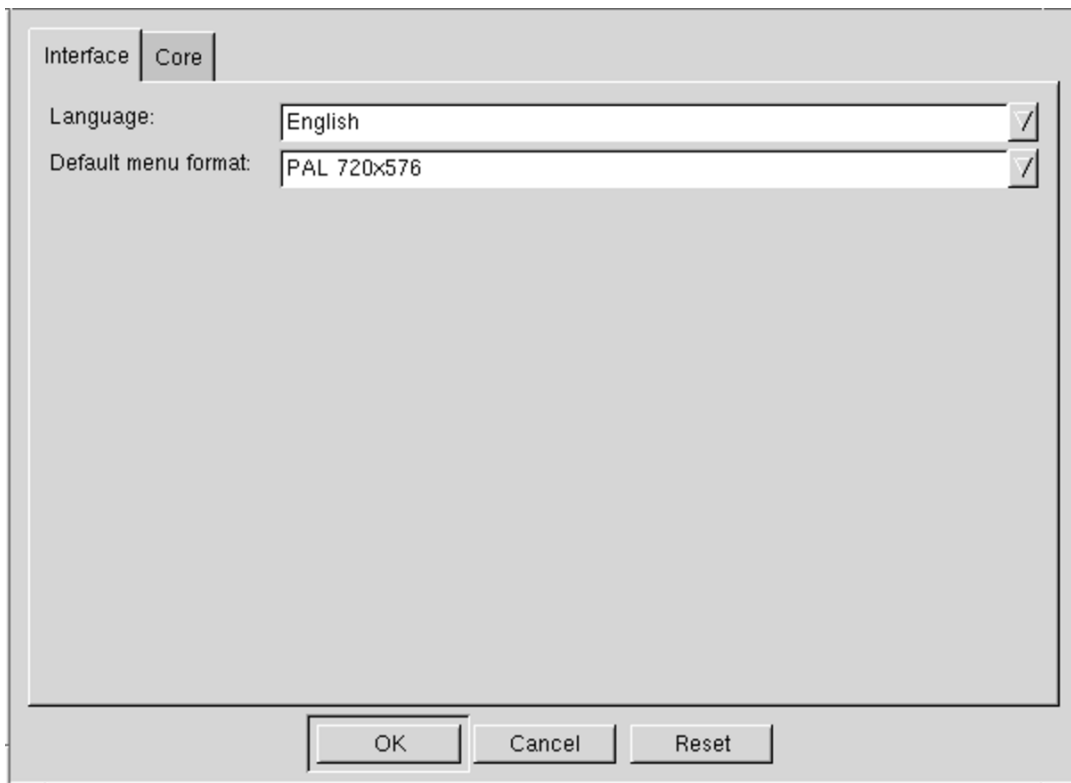 Interface Core
Language: English
Default menu format: PAL 720x576
OK Cancel Reset